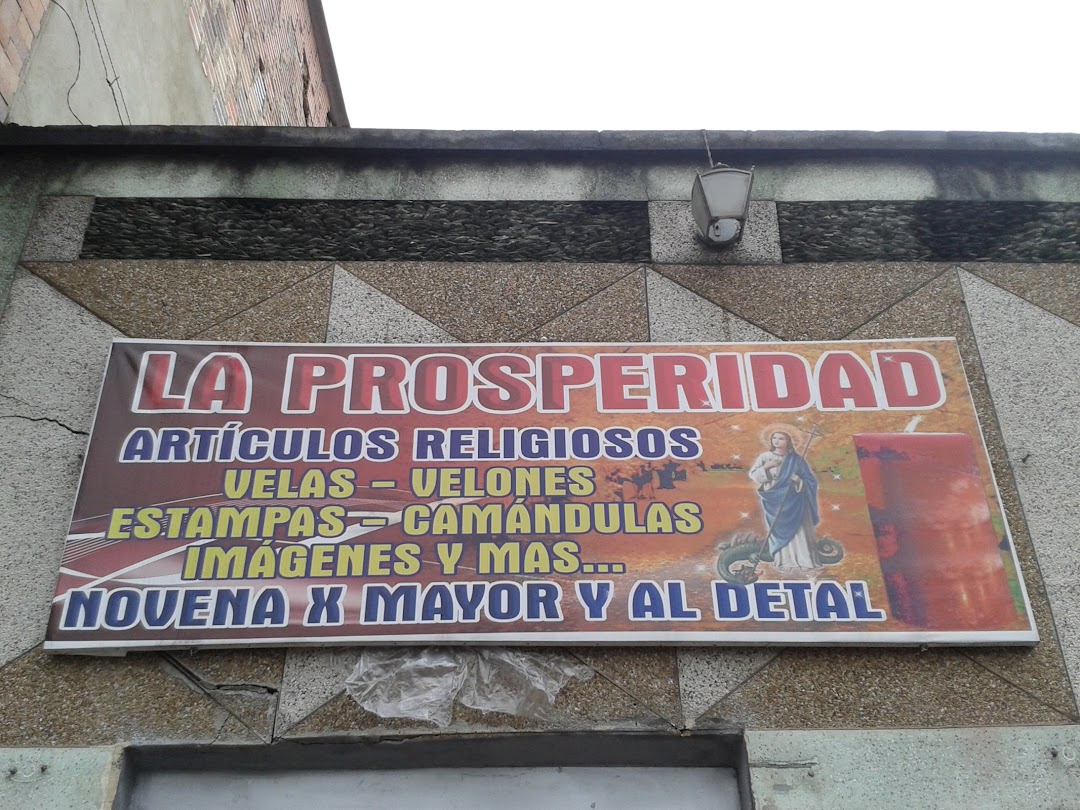 LA PROSPERIDAD
ARTÍCULOS RELIGIOSOS
VELAS - VELONES
ESTAMPAS - CAMÁNDULAS
IMÁGENES Y MAS...
NOVENA X MAYOR Y AL DETAL